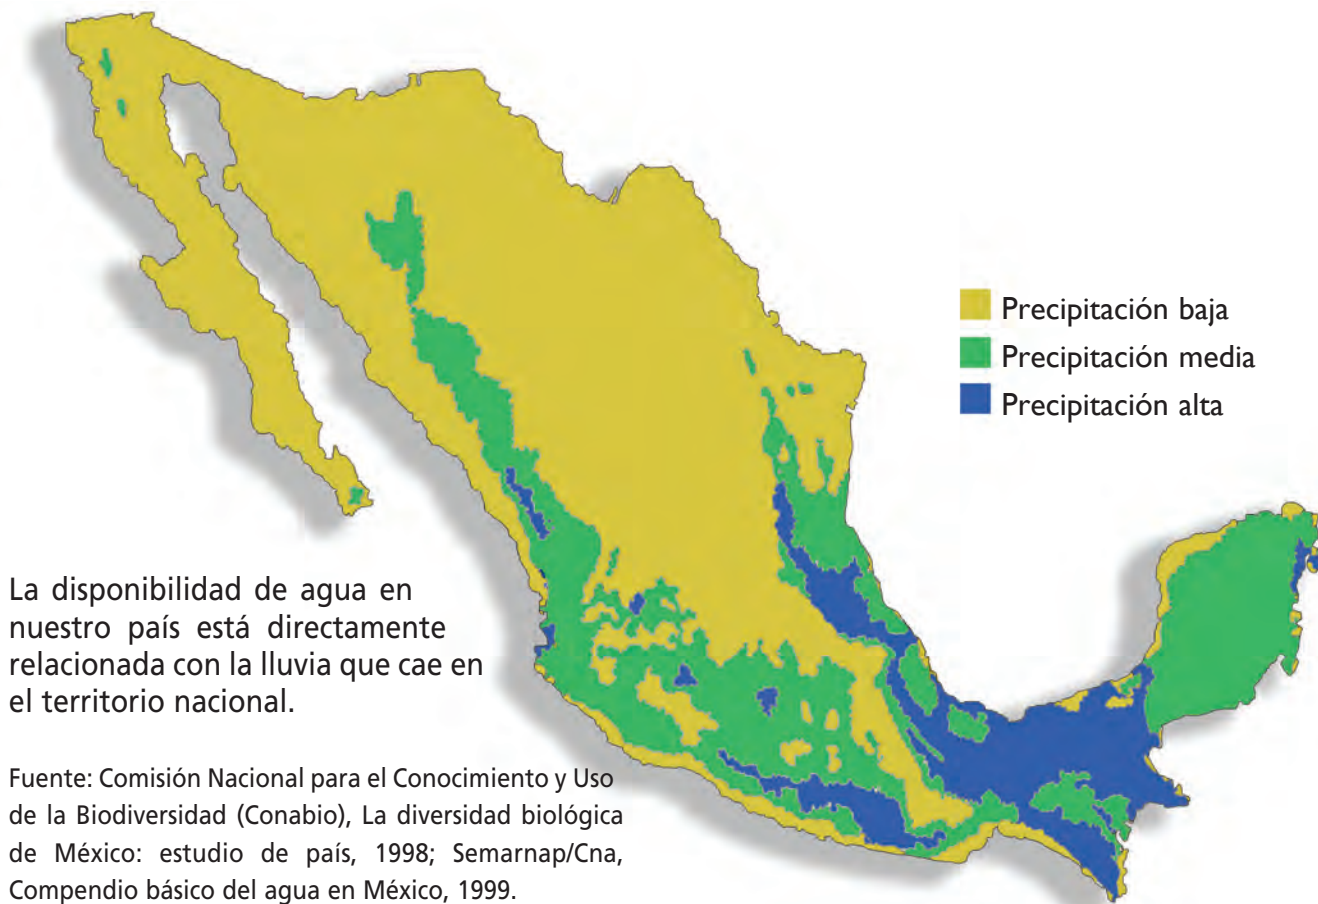 Precipitación baja
Precipitación media
Precipitación alta
La disponibilidad de agua en
nuestro país está directamente
relacionada con la lluvia que cae en
el territorio nacional.
Fuente: Comisión Nacional para el Conocimiento y Uso
de la Biodiversidad (Conabio), La diversidad biológica
de México: estudio de país, 1998; Semarnap/Cna,
Compendio básico del agua en México, 1999.